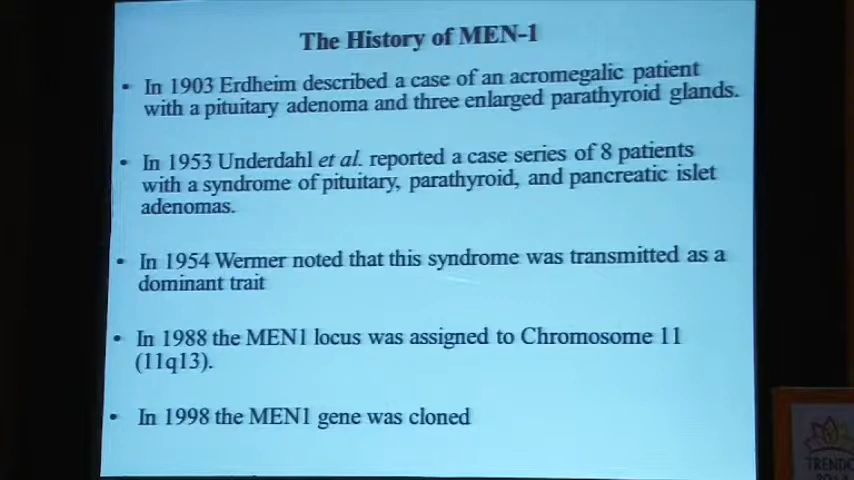 The History of MEN-1
• In 1903 Erdheim described a case of an acromegalic patient
with a pituitary adenoma and three enlarged parathyroid glands.
• In 1953 Underdahl et al. reported a case series of 8 patients
with a syndrome of pituitary, parathyroid, and pancreatic islet
adenomas.
• In 1954 Wermer noted that this syndrome was transmitted as a
dominant trait
• In 1988 the MEN1 locus was assigned to Chromosome 11
(11q13).
• In 1998 the MEN1 gene was cloned